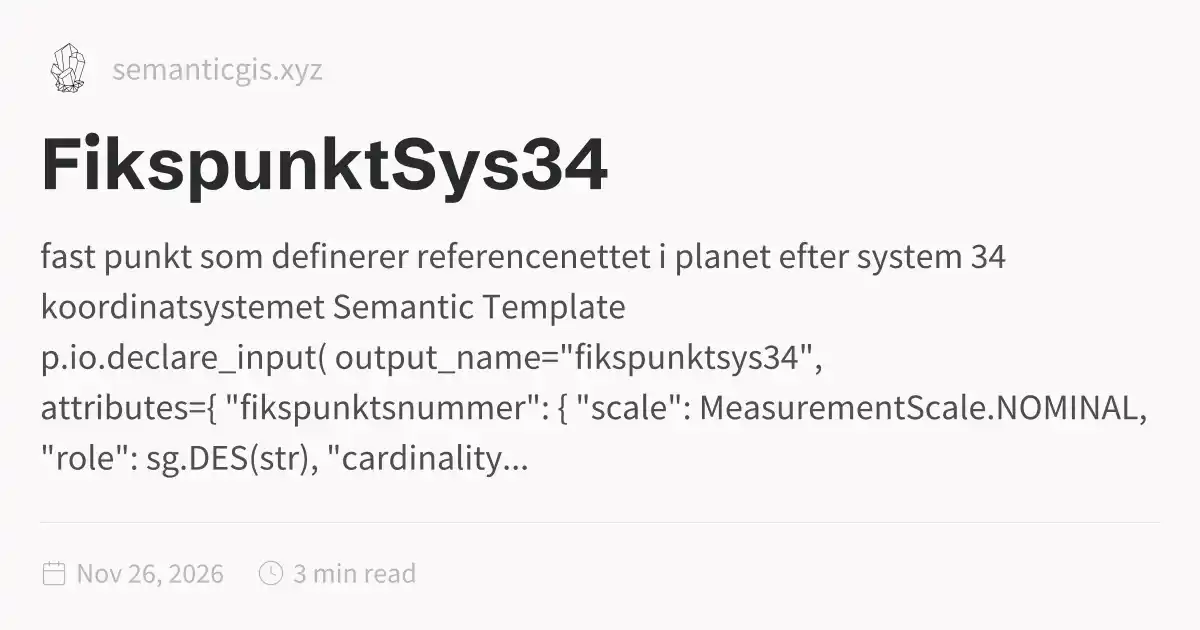 semanticgis.xyz
FikspunktSys34
fast punkt som definerer referencenettet i planet efter system 34
koordinatsystemet Semantic Template
p.io.declare_input( output_name="fikspunktsys34",
attributes={ "fikspunktsnummer": { "scale": MeasurementScale.NOMINAL,
"role": sg.DES(str), "cardinality...
Nov 26, 2026 3 min read